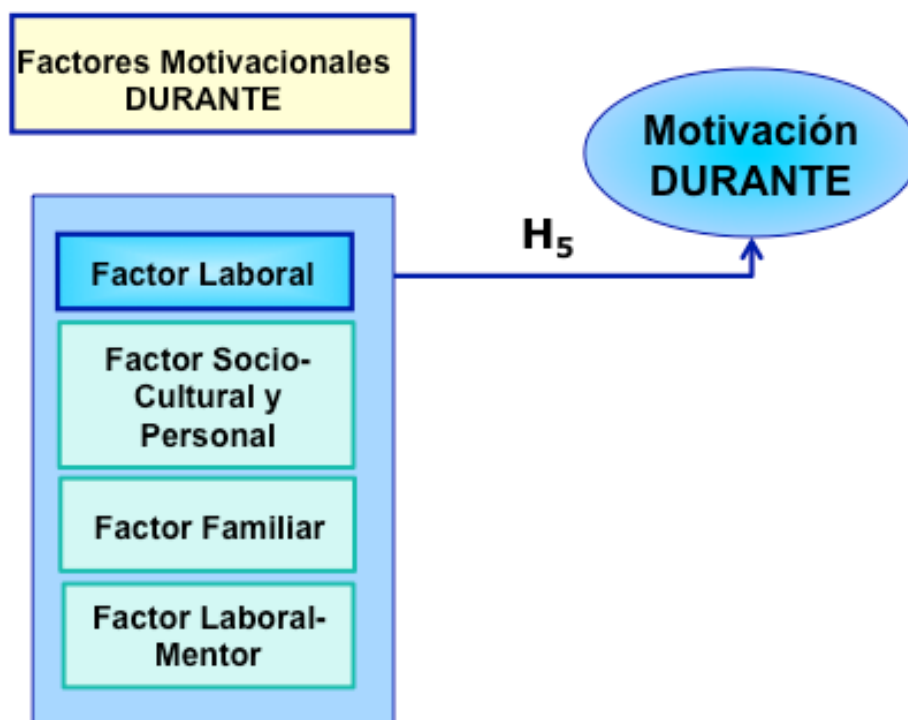 Factores Motivacionales
DURANTE
Motivación
DURANTE
H₅
Factor Laboral
Factor Socio-
Cultural y
Personal
Factor Familiar
Factor Laboral-
Mentor